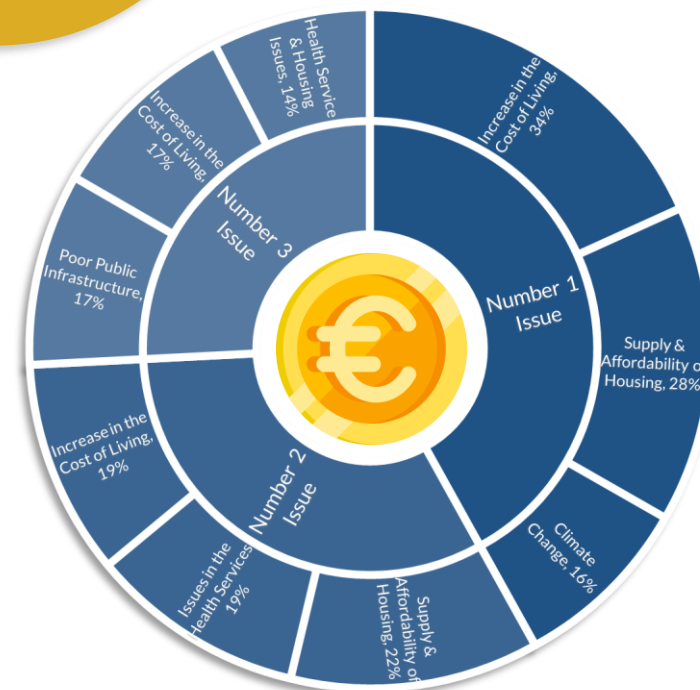 Number 1
Issue
Increase in the
Cost of Living,
34%
Supply &
Affordability o
Housing, 28%
Climate
Change, 16%
Number 2
Issue
Supply &
Affordability of
Housing, 22%
Issues in the
Health Services
19%
Increase in the
Cost of Living,
19%
Number 3
Issue
Poor Public
Infrastructure,
17%
Increase in the
Cost of Living,
17%
Health Service
& Housing
Issues, 14%
€